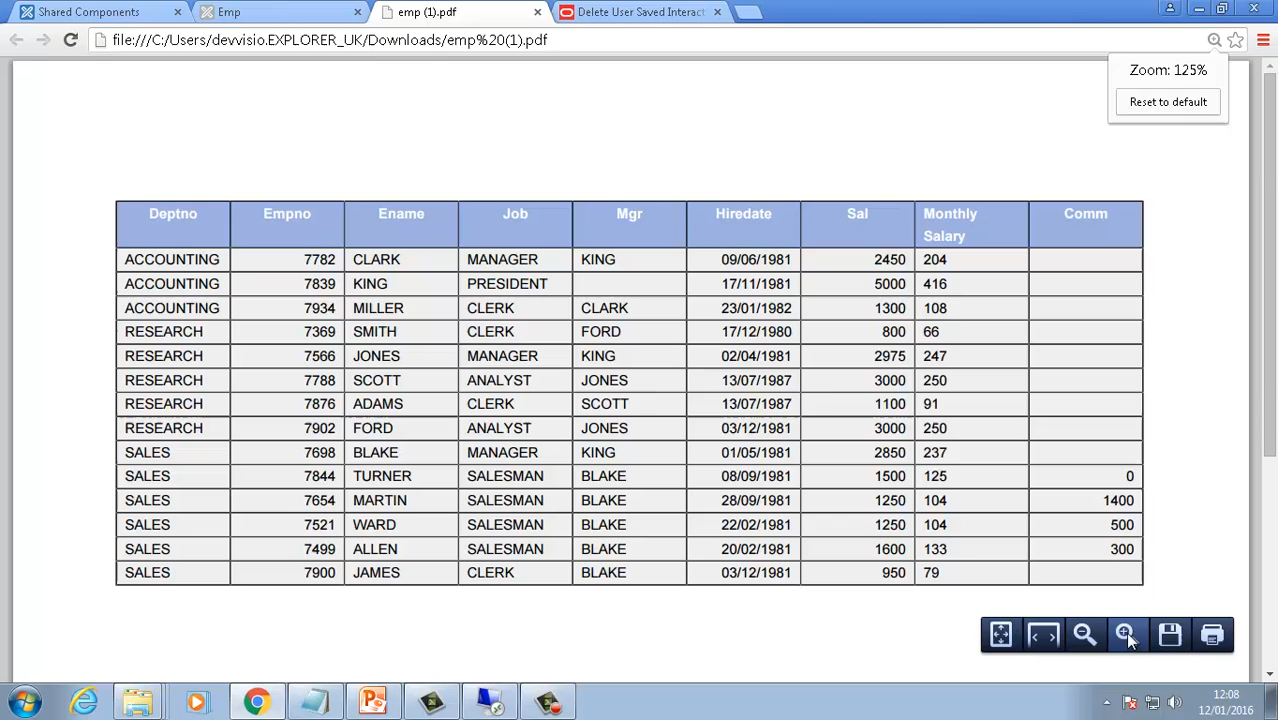 Shared Components
Emp
emp (1).pdf
Delete User Saved Interact
file:///C:/Users/devvisio.EXPLORER_UK/Downloads/emp%20(1).pdf
Zoom: 125%
Reset to default
Deptno Empno Ename Job Mgr Hiredate Sal Monthly Salary Comm
ACCOUNTING 7782 CLARK MANAGER KING 09/06/1981 2450 204
ACCOUNTING 7839 KING PRESIDENT 17/11/1981 5000 416
ACCOUNTING 7934 MILLER CLERK CLARK 23/01/1982 1300 108
RESEARCH 7369 SMITH CLERK FORD 17/12/1980 800 66
RESEARCH 7566 JONES MANAGER KING 02/04/1981 2975 247
RESEARCH 7788 SCOTT ANALYST JONES 13/07/1987 3000 250
RESEARCH 7876 ADAMS CLERK SCOTT 13/07/1987 1100 91
RESEARCH 7902 FORD ANALYST JONES 03/12/1981 3000 250
SALES 7698 BLAKE MANAGER KING 01/05/1981 2850 237
SALES 7844 TURNER SALESMAN BLAKE 08/09/1981 1500 125 0
SALES 7654 MARTIN SALESMAN BLAKE 28/09/1981 1250 104 1400
SALES 7521 WARD SALESMAN BLAKE 22/02/1981 1250 104 500
SALES 7499 ALLEN SALESMAN BLAKE 20/02/1981 1600 133 300
SALES 7900 JAMES CLERK BLAKE 03/12/1981 950 79
12:08
12/01/2016